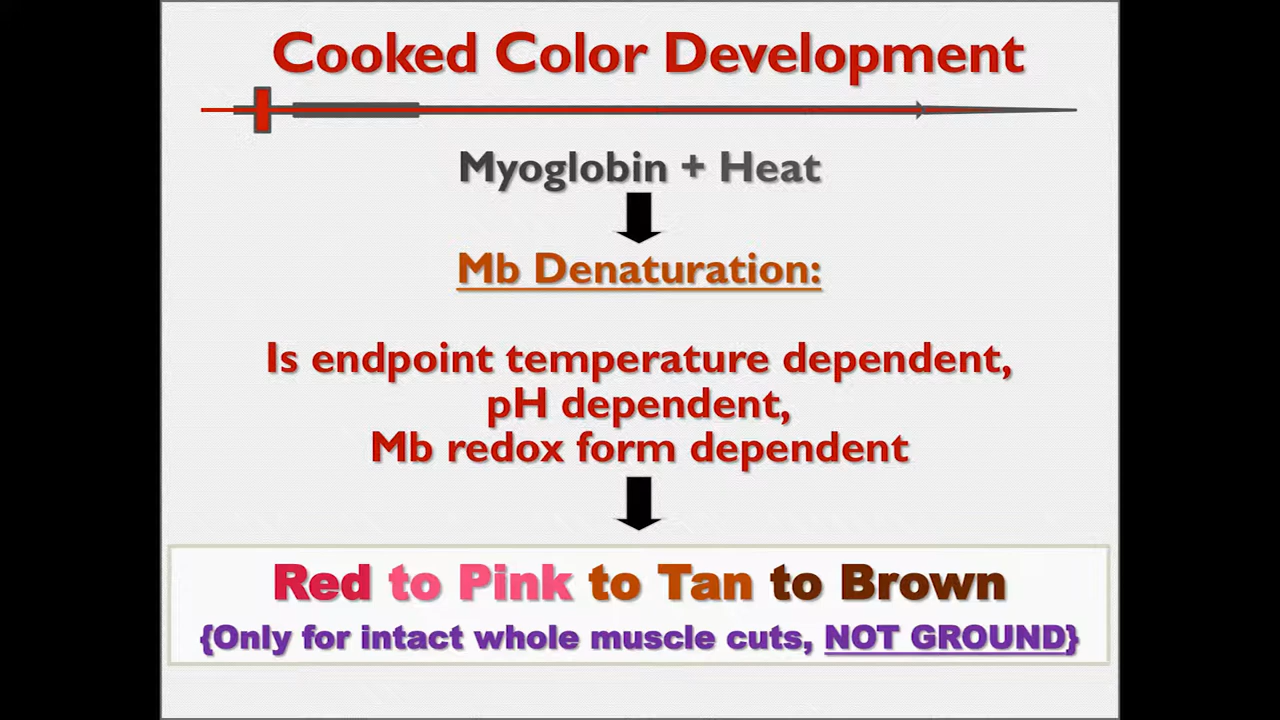 Cooked Color Development
Myoglobin + Heat
Mb Denaturation:
Is endpoint temperature dependent,
pH dependent,
Mb redox form dependent
Red to Pink to Tan to Brown
{Only for intact whole muscle cuts, NOT GROUND}